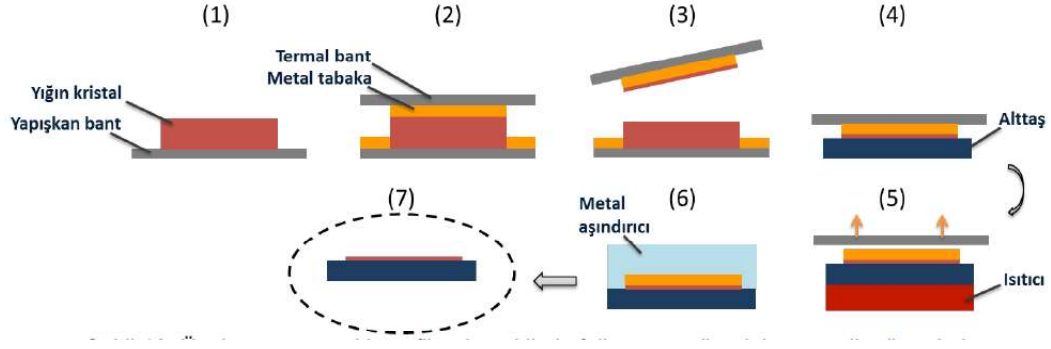 (1)
(2)
(3)
(4)
Termal bant
Metal tabaka
Yığın kristal
Yapışkan bant
Alttaş
(7)
(6)
(5)
Metal
aşındırıcı
Isıtıcı